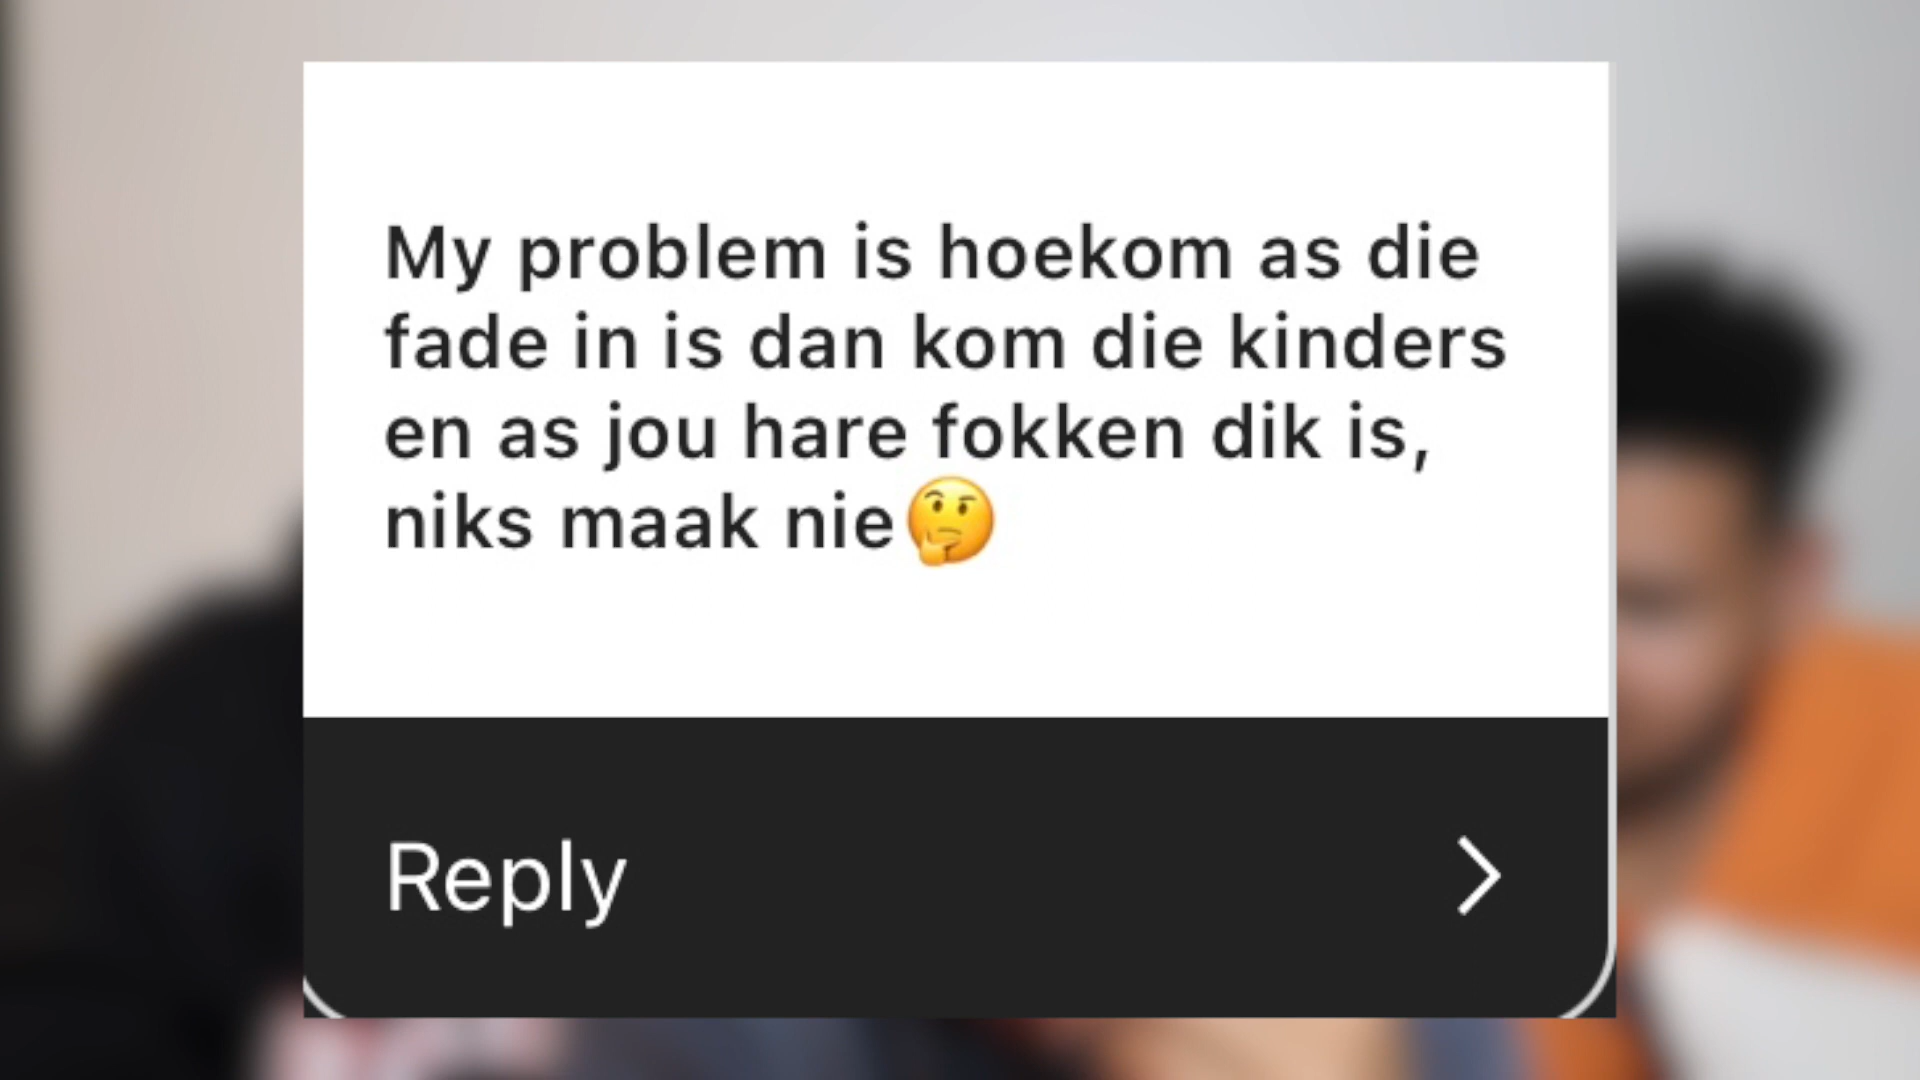 My problem is hoekom as die
fade in is dan kom die kinders
en as jou hare fokken dik is,
niks maak nie🤔
Reply